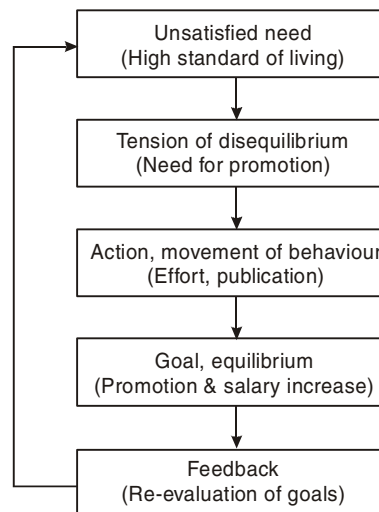 Unsatisfied need
(High standard of living)
Tension of disequilibrium
(Need for promotion)
Action, movement of behaviour
(Effort, publication)
Goal, equilibrium
(Promotion & salary increase)
Feedback
(Re-evaluation of goals)